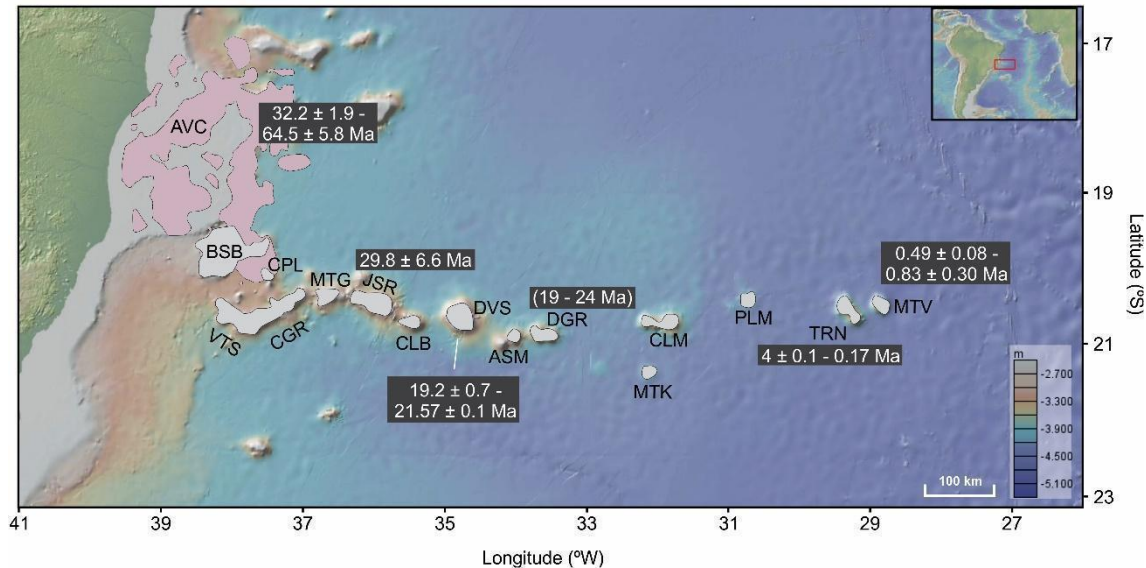 17
32.2 ± 1.9 -
64.5 ± 5.8 Ma
AVC
19
BSB
CPL
MTG
JSR
29.8 ± 6.6 Ma
0.49 ± 0.08 -
0.83 ± 0.30 Ma
VTS
CGR
CLB
DVS
(19 - 24 Ma)
ASM
DGR
CLM
PLM
TRN
MTV
MTK
4 ± 0.1 - 0.17 Ma
19.2 ± 0.7 -
21.57 ± 0.1 Ma
21
Latitude (ºS)
m
-2.700
-3.300
-3.900
-4.500
-5.100
100 km
23
41
39
37
35
33
31
29
27
Longitude (ºW)